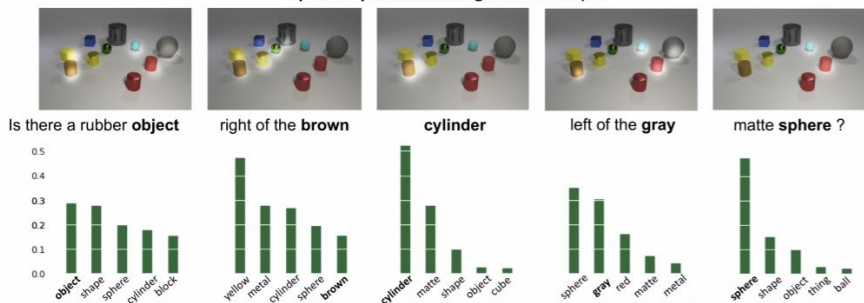 Is there a rubber object right of the brown cylinder left of the gray matte sphere ?
0.5
0.4
0.3
0.2
0.1
0.0
object shape sphere cylinder block
yellow metal cylinder sphere brown
cylinder matte shape object cube
sphere gray red matte metal
sphere shape object thing ball